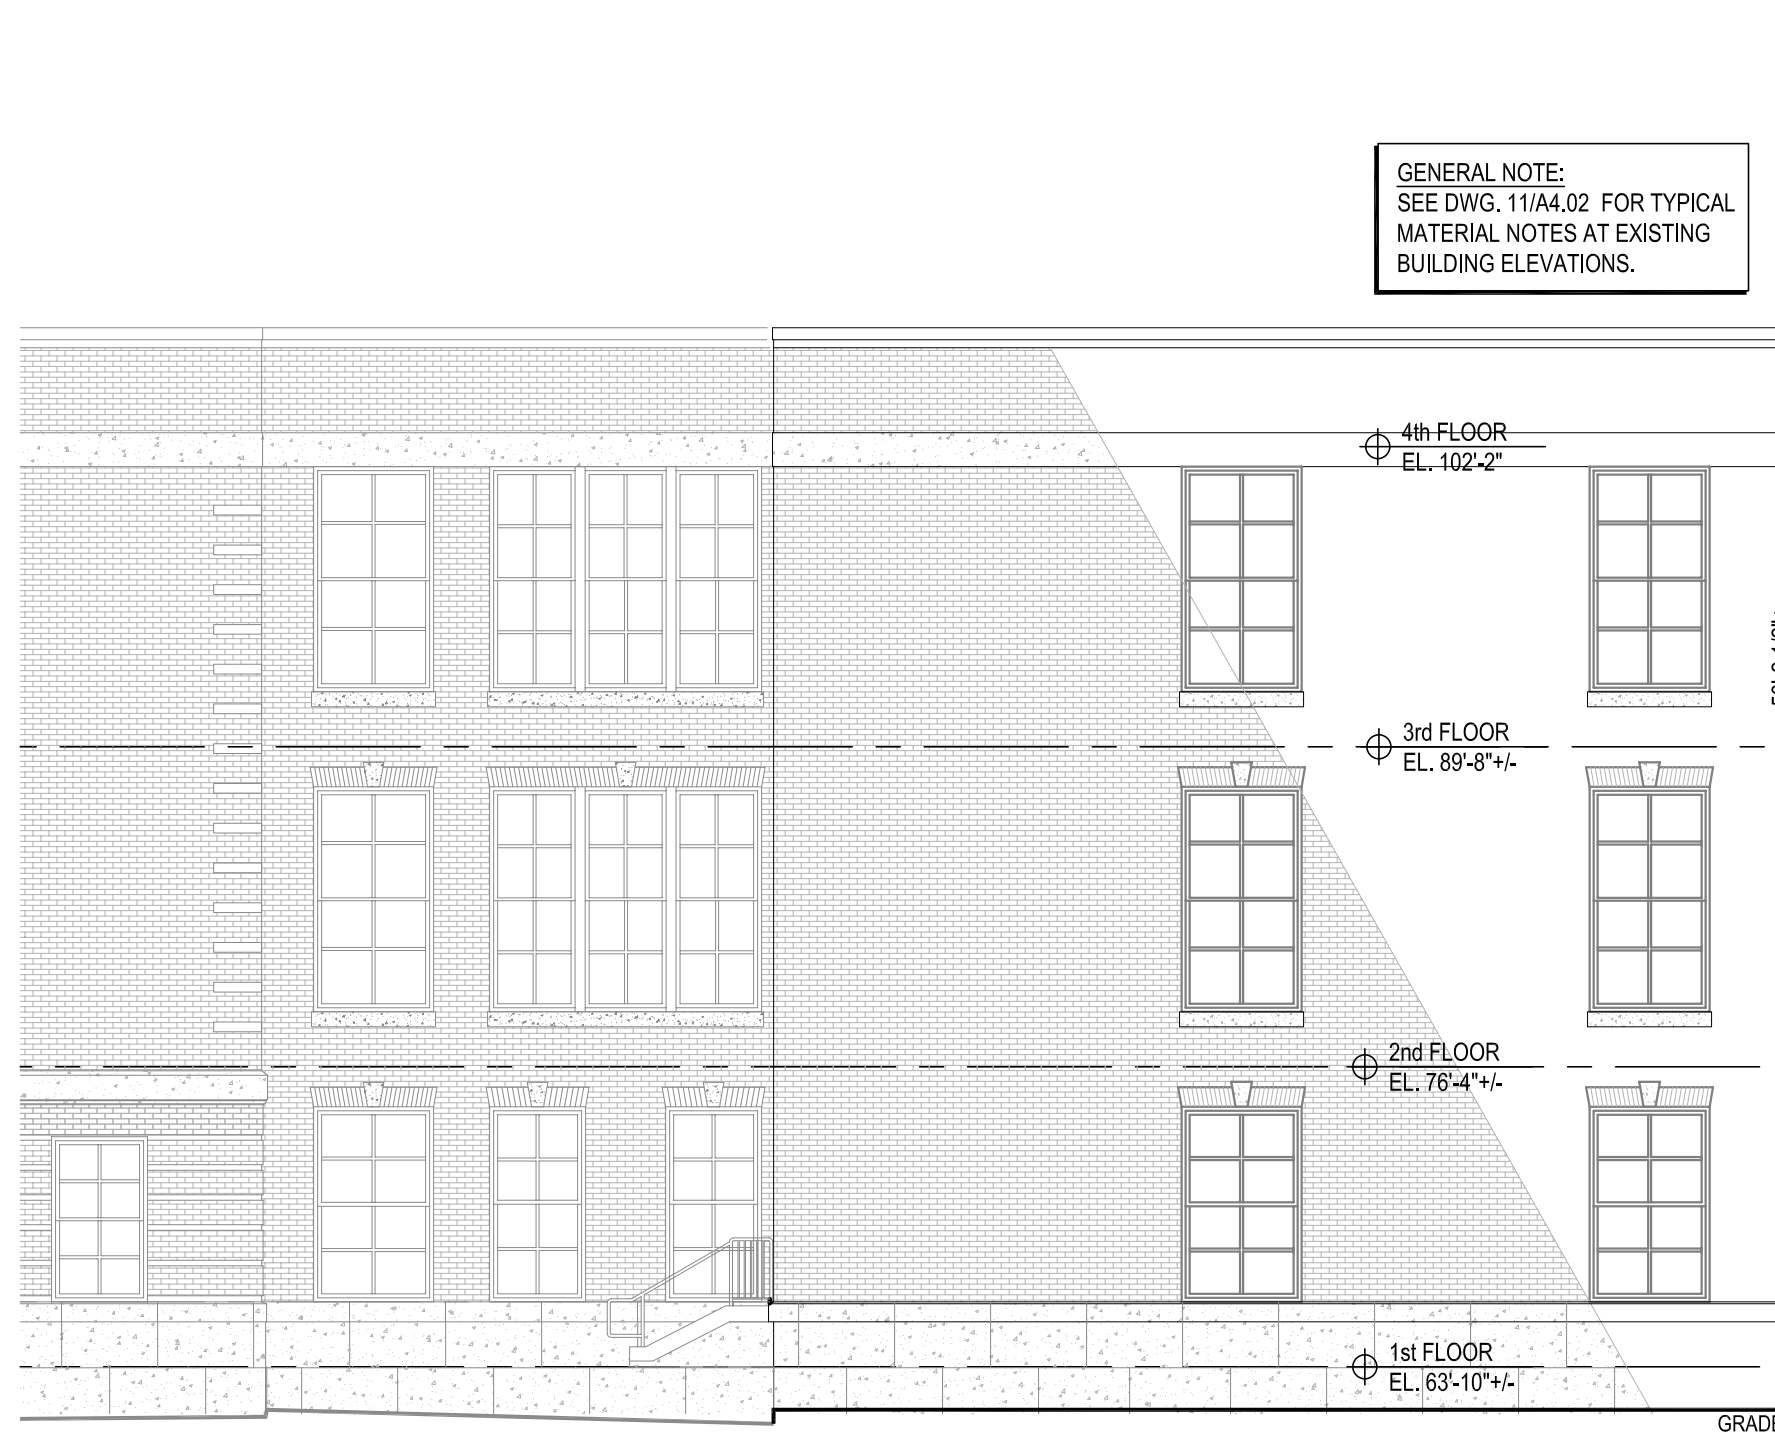 GENERAL NOTE:
SEE DWG. 11/A4.02 FOR TYPICAL
MATERIAL NOTES AT EXISTING
BUILDING ELEVATIONS.
4th FLOOR
EL. 102'-2"
3rd FLOOR
EL. 89'-8"+/-
2nd FLOOR
EL. 76'-4"+/-
1st FLOOR
EL. 63'-10"+/-
GRADE